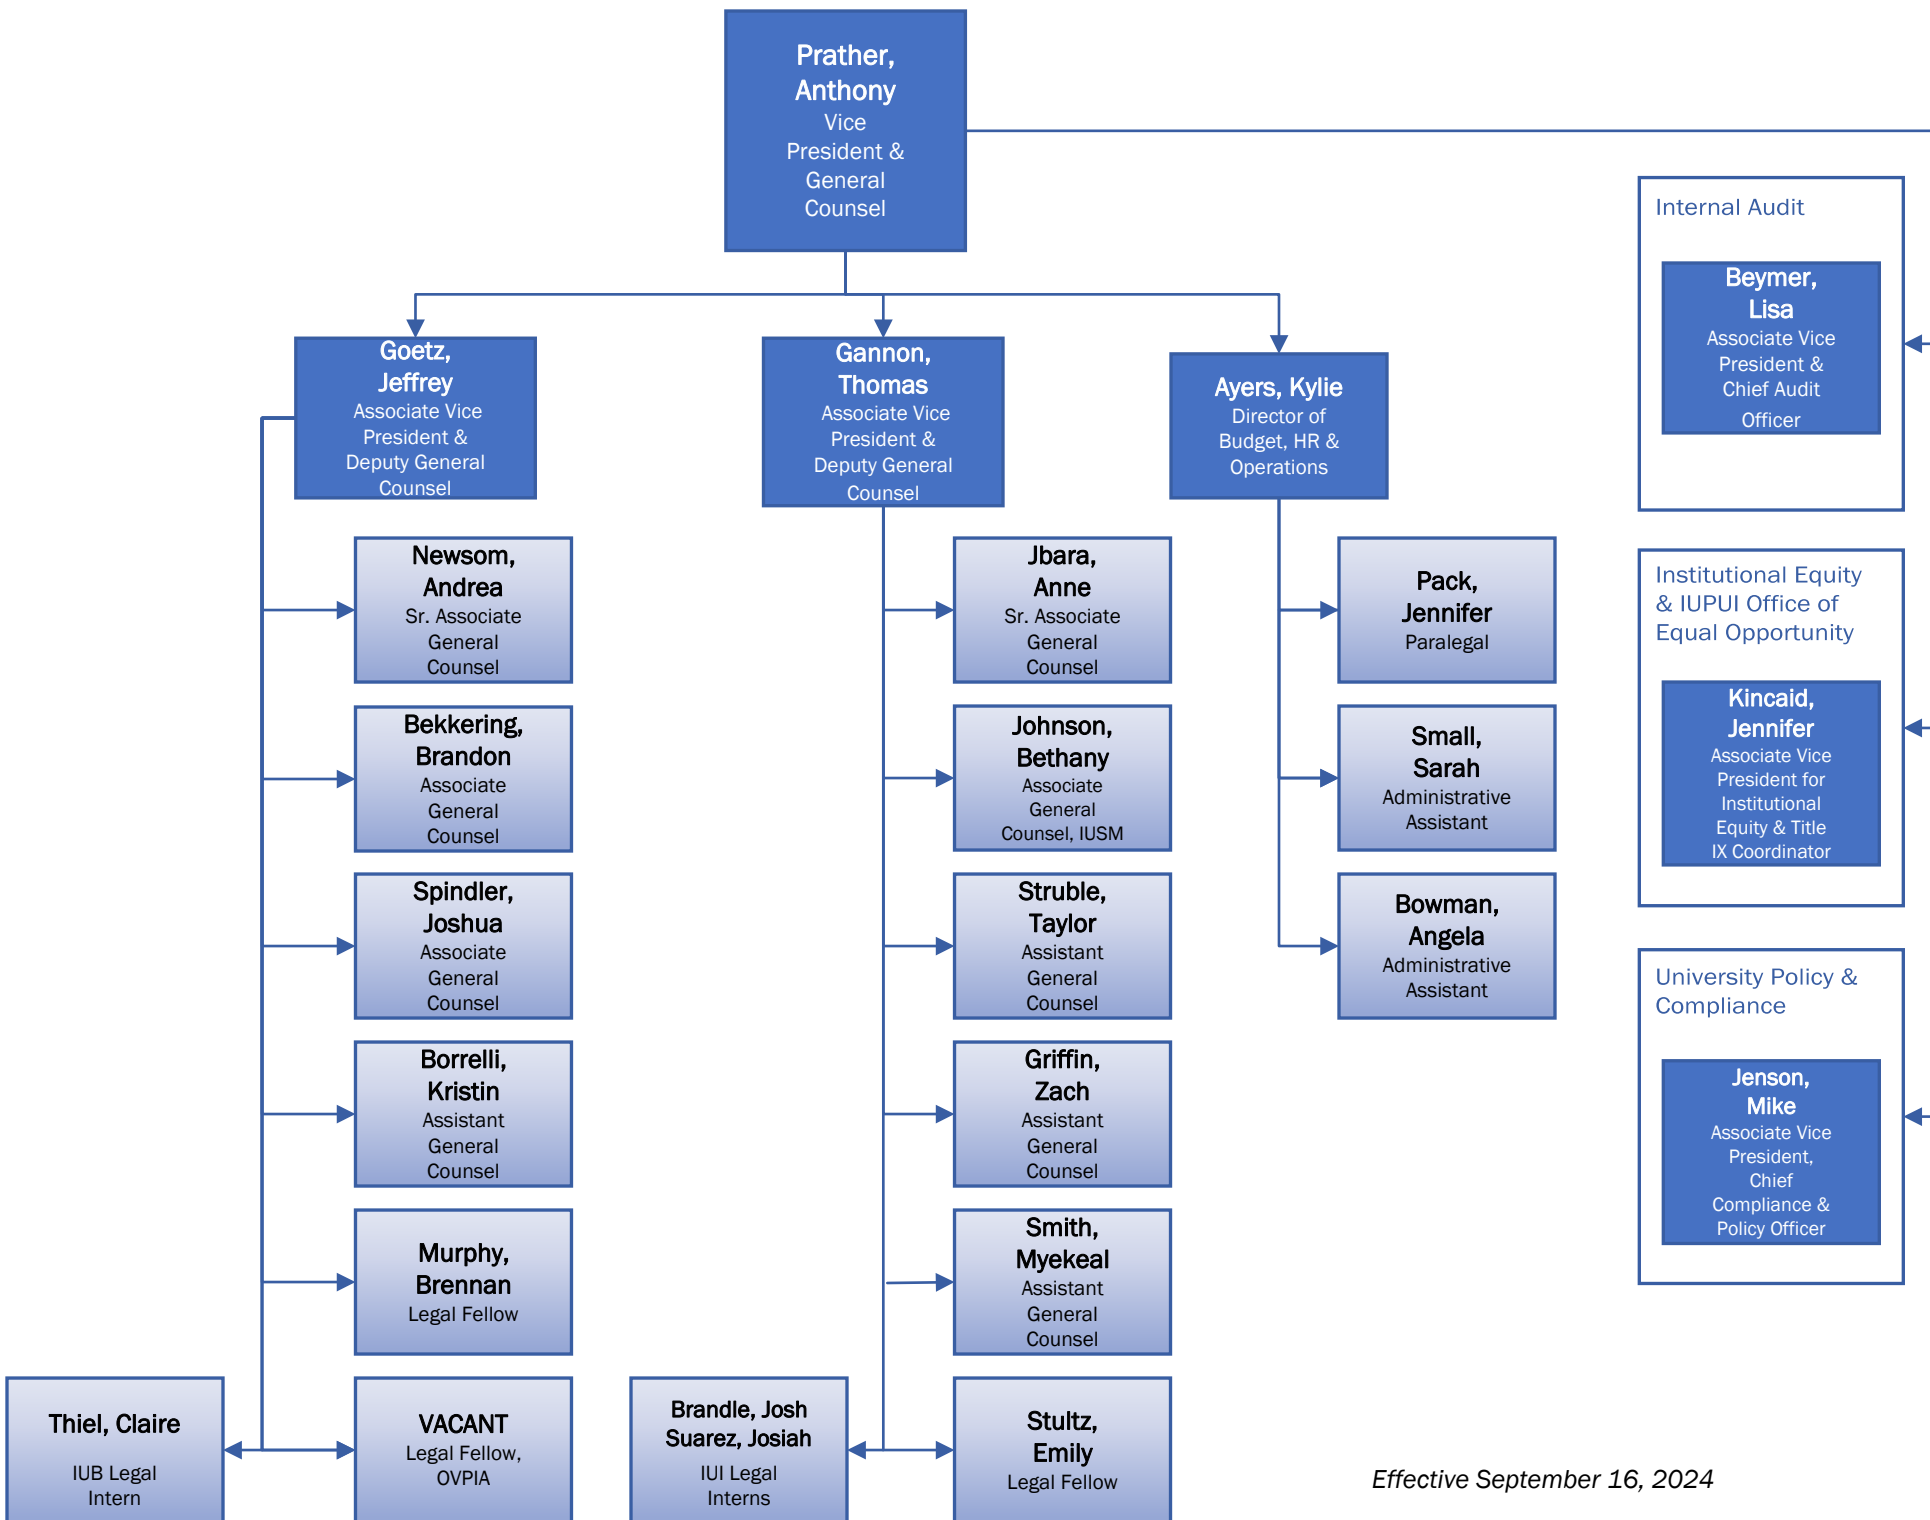 Prather,
Anthony
Vice
President &
General
Counsel
Goetz,
Jeffrey
Associate Vice
President &
Deputy General
Counsel
Gannon,
Thomas
Associate Vice
President &
Deputy General
Counsel
Ayers, Kylie
Director of
Budget, HR &
Operations
Newsom,
Andrea
Sr. Associate
General
Counsel
Bekkering,
Brandon
Associate
General
Counsel
Spindler,
Joshua
Associate
General
Counsel
Borrelli,
Kristin
Assistant
General
Counsel
Murphy,
Brennan
Legal Fellow
Thiel, Claire
IUB Legal
Intern
VACANT
Legal Fellow,
OVPIA
Jbara,
Anne
Sr. Associate
General
Counsel
Johnson,
Bethany
Associate
General
Counsel, IUSM
Struble,
Taylor
Assistant
General
Counsel
Griffin,
Zach
Assistant
General
Counsel
Smith,
Myekeal
Assistant
General
Counsel
Brandle, Josh
Suarez, Josiah
IUI Legal
Interns
Stultz,
Emily
Legal Fellow
Pack,
Jennifer
Paralegal
Small,
Sarah
Administrative
Assistant
Bowman,
Angela
Administrative
Assistant
Internal Audit
Beymer,
Lisa
Associate Vice
President &
Chief Audit
Officer
Institutional Equity
& IUPUI Office of
Equal Opportunity
Kincaid,
Jennifer
Associate Vice
President for
Institutional
Equity & Title
IX Coordinator
University Policy &
Compliance
Jenson,
Mike
Associate Vice
President,
Chief
Compliance &
Policy Officer
Effective September 16, 2024